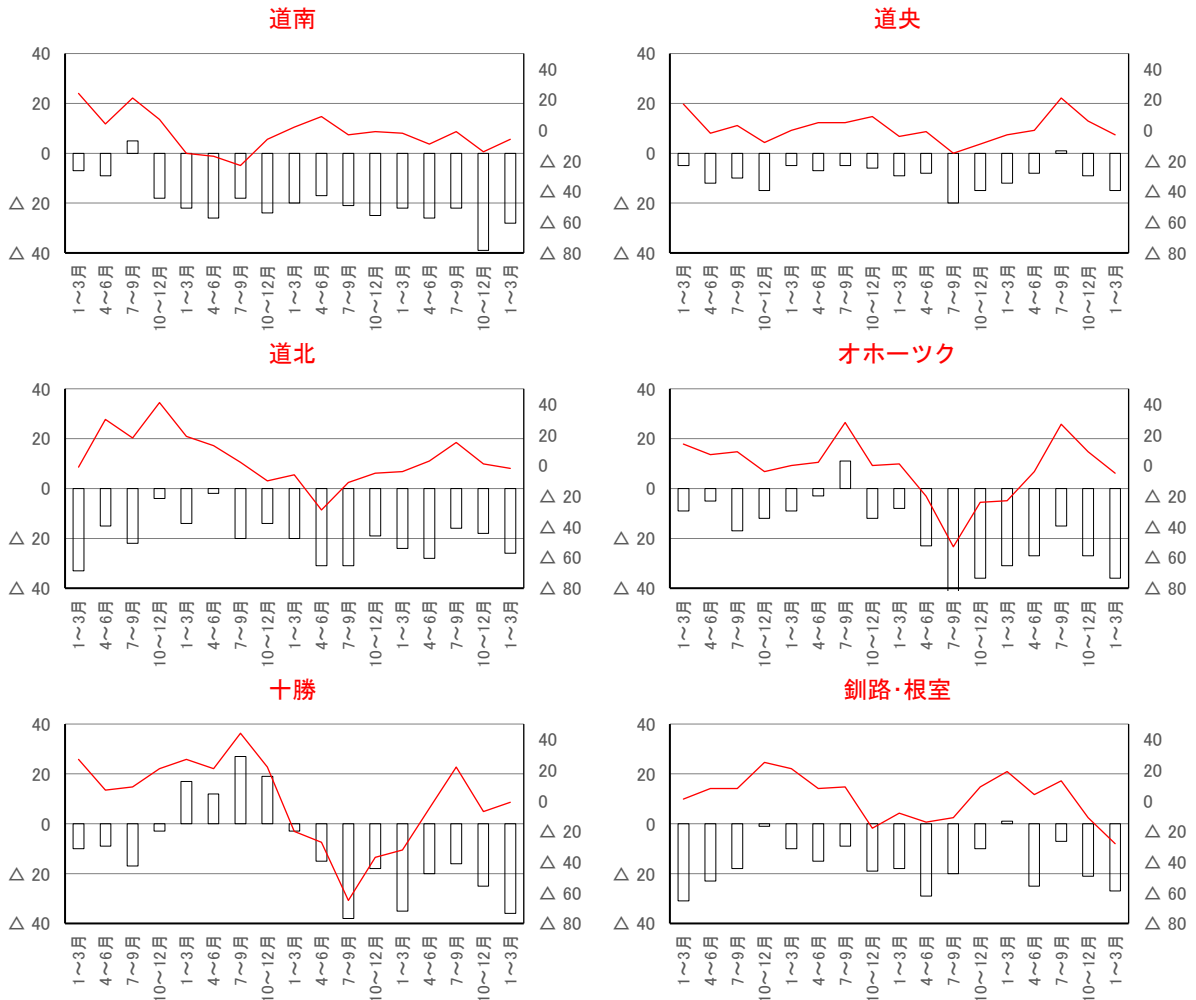 道南
40
20
0
△ 20
△ 40
40
20
0
△ 20
△ 40
△ 60
△ 80
1～3月
4～6月
7～9月
10～12月
1～3月
4～6月
7～9月
10～12月
1～3月
4～6月
7～9月
10～12月
1～3月
4～6月
7～9月
10～12月
1～3月
道央
40
20
0
△ 20
△ 40
40
20
0
△ 20
△ 40
△ 60
△ 80
1～3月
4～6月
7～9月
10～12月
1～3月
4～6月
7～9月
10～12月
1～3月
4～6月
7～9月
10～12月
1～3月
4～6月
7～9月
10～12月
1～3月
道北
40
20
0
△ 20
△ 40
40
20
0
△ 20
△ 40
△ 60
△ 80
1～3月
4～6月
7～9月
10～12月
1～3月
4～6月
7～9月
10～12月
1～3月
4～6月
7～9月
10～12月
1～3月
4～6月
7～9月
10～12月
1～3月
オホーツク
40
20
0
△ 20
△ 40
40
20
0
△ 20
△ 40
△ 60
△ 80
1～3月
4～6月
7～9月
10～12月
1～3月
4～6月
7～9月
10～12月
1～3月
4～6月
7～9月
10～12月
1～3月
4～6月
7～9月
10～12月
1～3月
十勝
40
20
0
△ 20
△ 40
40
20
0
△ 20
△ 40
△ 60
△ 80
1～3月
4～6月
7～9月
10～12月
1～3月
4～6月
7～9月
10～12月
1～3月
4～6月
7～9月
10～12月
1～3月
4～6月
7～9月
10～12月
1～3月
釧路･根室
40
20
0
△ 20
△ 40
40
20
0
△ 20
△ 40
△ 60
△ 80
1～3月
4～6月
7～9月
10～12月
1～3月
4～6月
7～9月
10～12月
1～3月
4～6月
7～9月
10～12月
1～3月
4～6月
7～9月
10～12月
1～3月